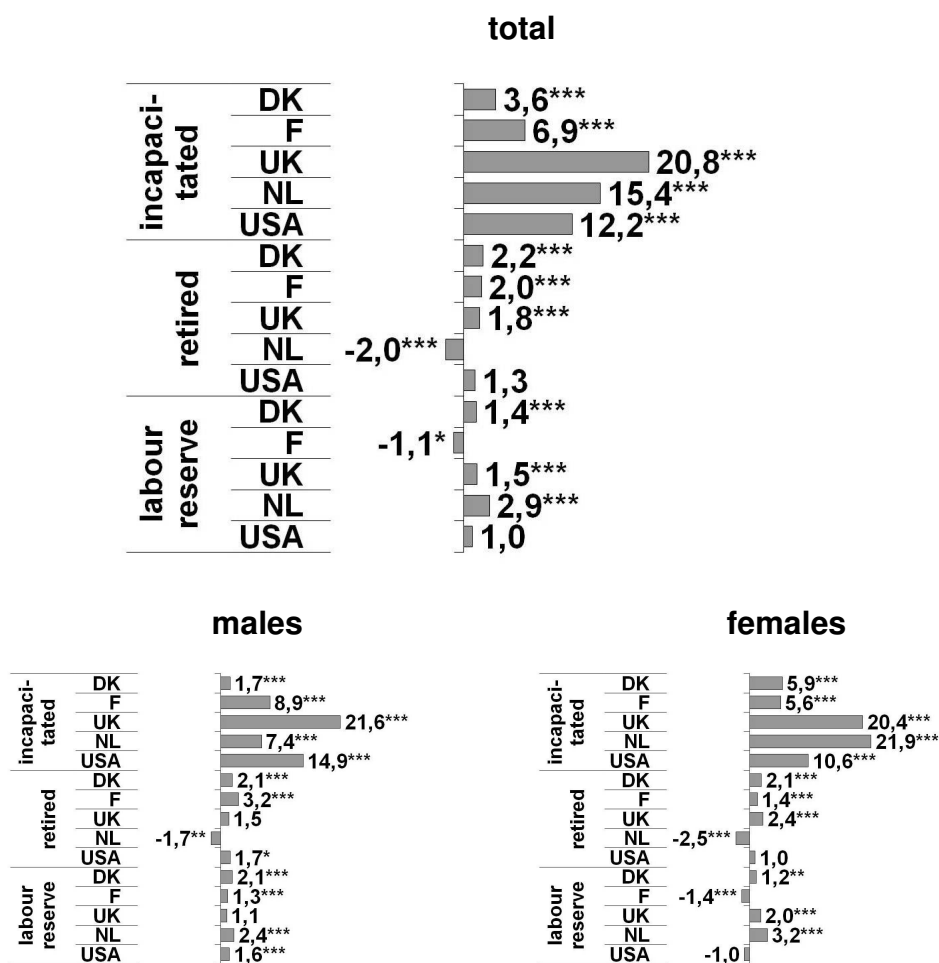 total
incapaci-
tated
DK 3,6***
F 6,9***
UK 20,8***
NL 15,4***
USA 12,2***
retired
DK 2,2***
F 2,0***
UK 1,8***
NL -2,0***
USA 1,3
labour
reserve
DK 1,4***
F -1,1*
UK 1,5***
NL 2,9***
USA 1,0
males
incapaci-
tated
DK 1,7***
F 8,9***
UK 21,6***
NL 7,4***
USA 14,9***
retired
DK 2,1***
F 3,2***
UK 1,5
NL -1,7**
USA 1,7*
labour
reserve
DK 2,1***
F 1,3***
UK 1,1
NL 2,4***
USA 1,6***
females
incapaci-
tated
DK 5,9***
F 5,6***
UK 20,4***
NL 21,9***
USA 10,6***
retired
DK 2,1***
F 1,4***
UK 2,4***
NL -2,5***
USA 1,0
labour
reserve
DK 1,2**
F -1,4***
UK 2,0***
NL 3,2***
USA -1,0